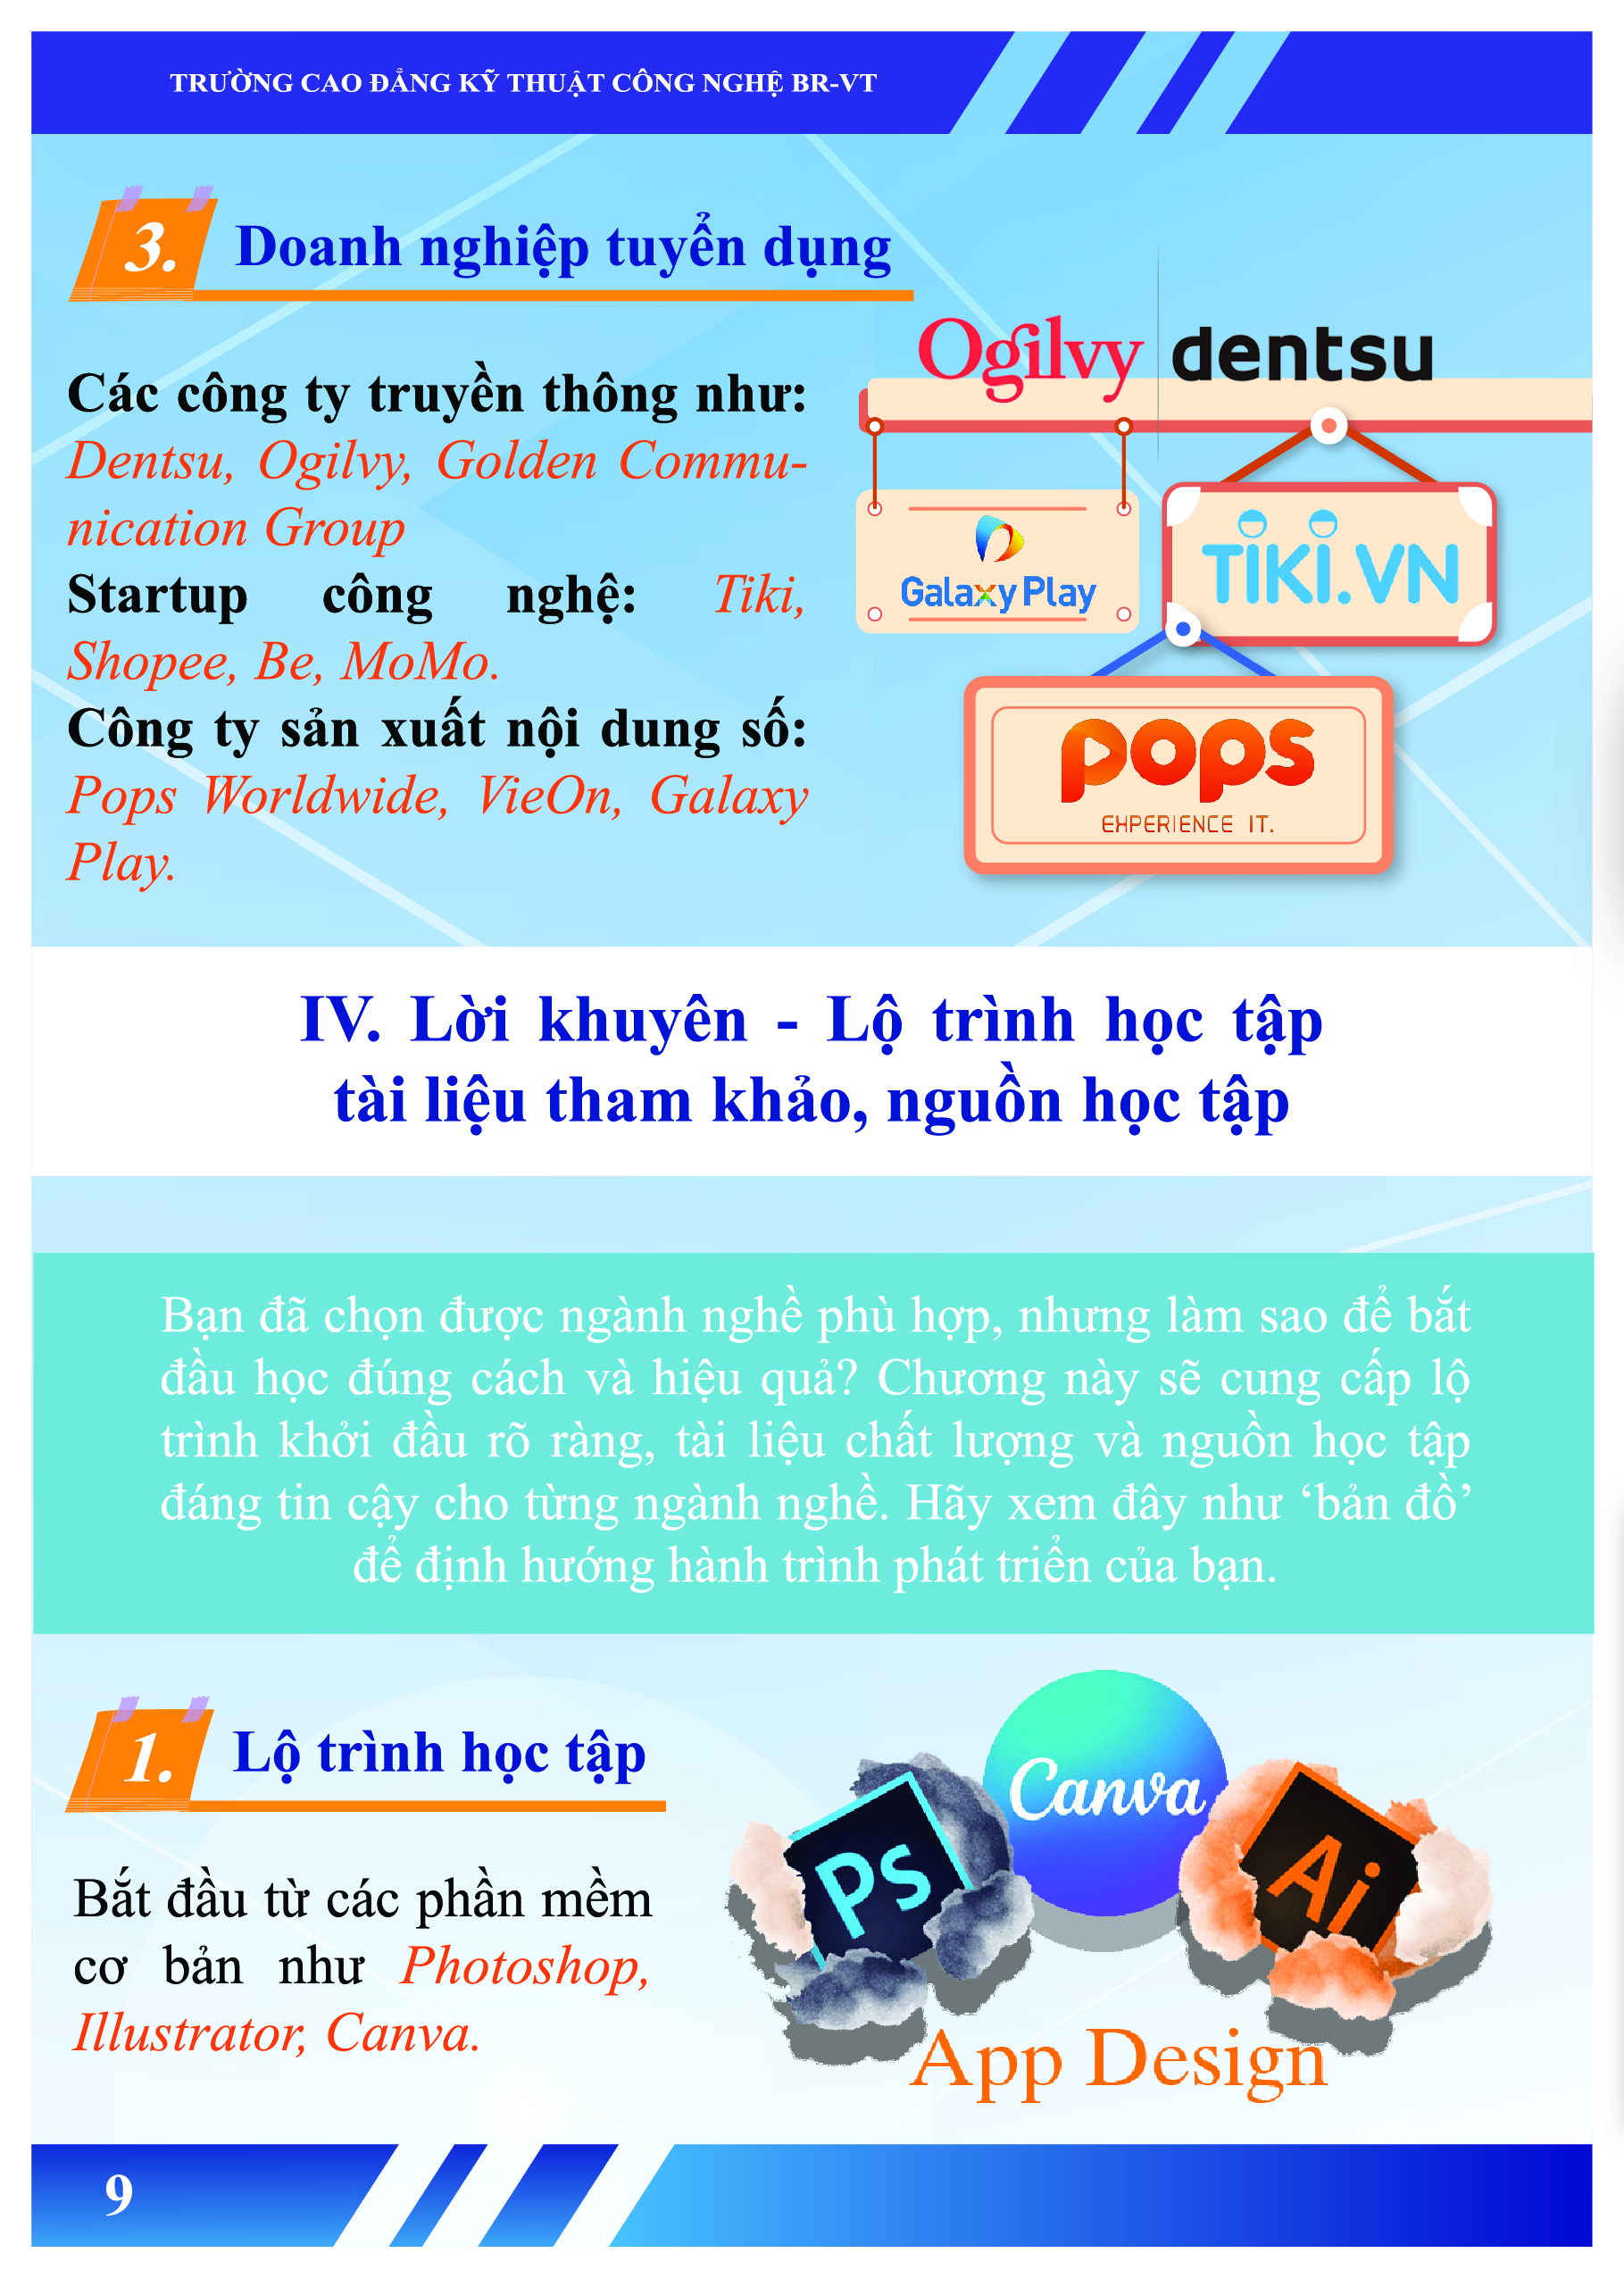 TRƯỜNG CAO ĐẲNG KỸ THUẬT CÔNG NGHỆ BR-VT
3. Doanh nghiệp tuyển dụng
Các công ty truyền thông như:
Dentsu, Ogilvy, Golden Commu-
nication Group
Startup công nghệ: Tiki,
Shopee, Be, MoMo.
Công ty sản xuất nội dung số:
Pops Worldwide, VieOn, Galaxy
Play.
Ogilvy dentsu
Galaxy Play
TIKI.VN
POPS
EXPERIENCE IT.
IV. Lời khuyên - Lộ trình học tập
tài liệu tham khảo, nguồn học tập
Bạn đã chọn được ngành nghề phù hợp, nhưng làm sao để bắt
đầu học đúng cách và hiệu quả? Chương này sẽ cung cấp lộ
trình khởi đầu rõ ràng, tài liệu chất lượng và nguồn học tập
đáng tin cậy cho từng ngành nghề. Hãy xem đây như ‘bản đồ’
để định hướng hành trình phát triển của bạn.
1. Lộ trình học tập
Bắt đầu từ các phần mềm
cơ bản như Photoshop,
Illustrator, Canva.
Ps
Canva
Ai
App Design
9